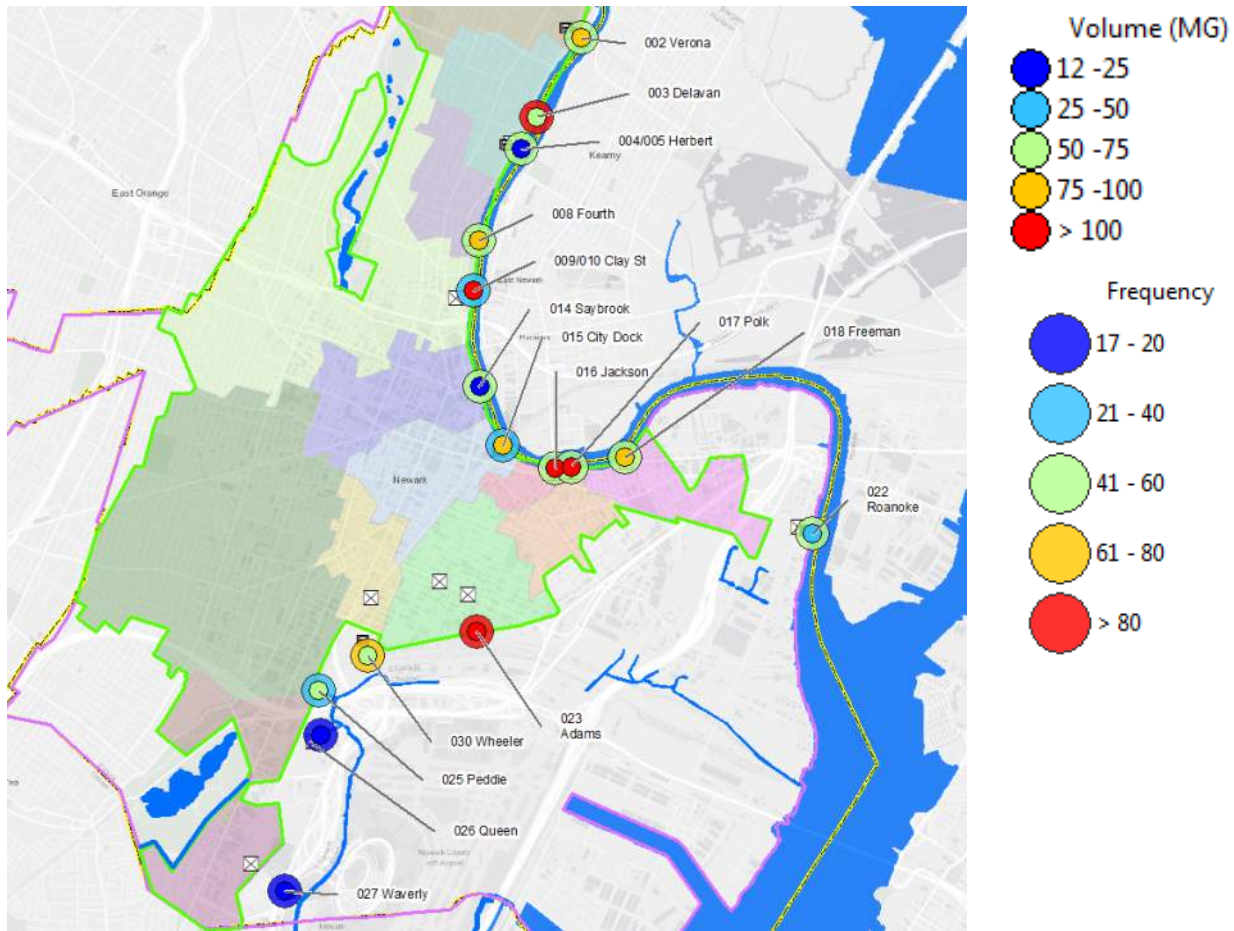 Volume (MG)
12 -25
25 -50
50 -75
75 -100
> 100
Frequency
17 - 20
21 - 40
41 - 60
61 - 80
> 80
002 Verona
003 Delavan
004/005 Herbert
Kearny
East Orange
008 Fourth
009/010 Clay St
East Newark
014 Saybrook
017 Polk
018 Freeman
Harrison
015 City Dock
016 Jackson
Newark
022
Roanoke
023
Adams
030 Wheeler
025 Peddie
026 Queen
Newark Liberty
027 Waverly